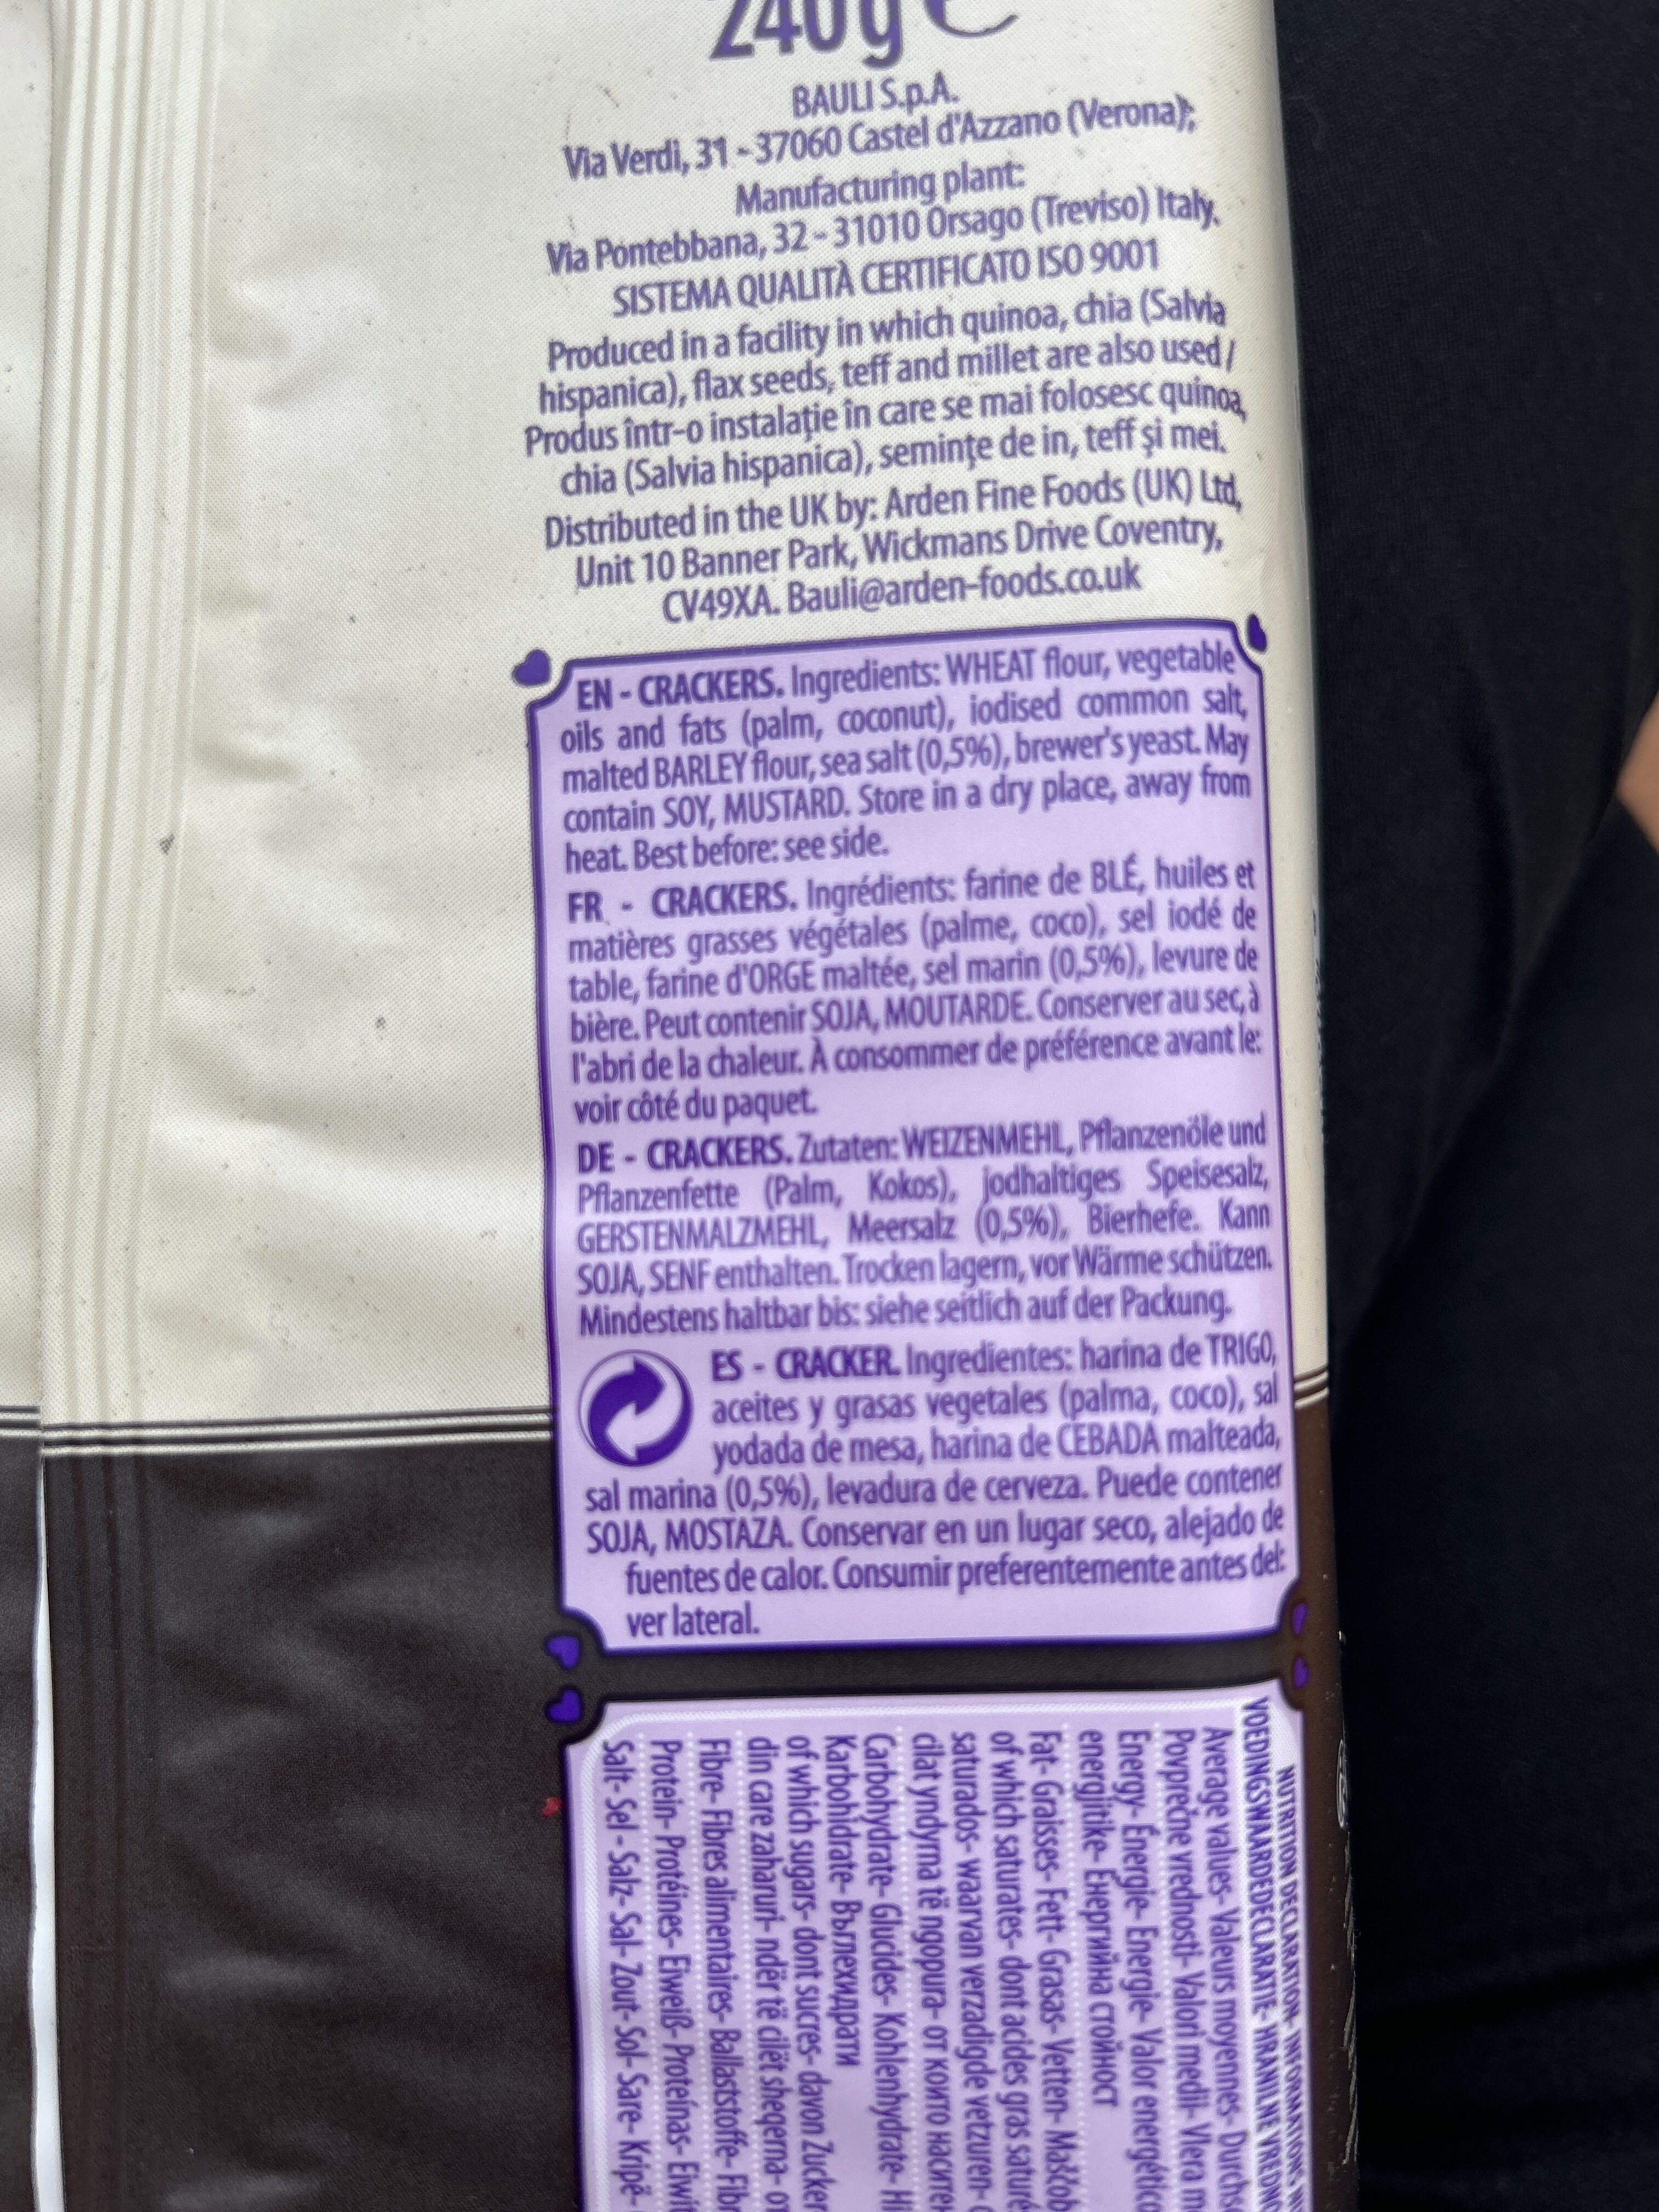 240g ℮
BAULI S.p.A.
Via Verdi, 31 - 37060 Castel d'Azzano (Verona);
Manufacturing plant:
Via Pontebbana, 32 - 31010 Orsago (Treviso) Italy.
SISTEMA QUALITÀ CERTIFICATO ISO 9001
Produced in a facility in which quinoa, chia (Salvia
hispanica), flax seeds, teff and millet are also used /
Produs într-o instalație în care se mai folosesc quinoa,
chia (Salvia hispanica), semințe de in, teff și mei.
Distributed in the UK by: Arden Fine Foods (UK) Ltd,
Unit 10 Banner Park, Wickmans Drive Coventry,
CV49XA. Bauli@arden-foods.co.uk
EN - CRACKERS. Ingredients: WHEAT flour, vegetable
oils and fats (palm, coconut), iodised common salt,
malted BARLEY flour, sea salt (0,5%), brewer's yeast. May
contain SOY, MUSTARD. Store in a dry place, away from
heat. Best before: see side.
FR - CRACKERS. Ingrédients: farine de BLÉ, huiles et
matières grasses végétales (palme, coco), sel iodé de
table, farine d'ORGE maltée, sel marin (0,5%), levure de
bière. Peut contenir SOJA, MOUTARDE. Conserver au sec, à
l'abri de la chaleur. À consommer de préférence avant le:
voir côté du paquet.
DE - CRACKERS. Zutaten: WEIZENMEHL, Pflanzenöle und
Pflanzenfette (Palm, Kokos), jodhaltiges Speisesalz,
GERSTENMALZMEHL, Meersalz (0,5%), Bierhefe. Kann
SOJA, SENF enthalten. Trocken lagern, vor Wärme schützen.
Mindestens haltbar bis: siehe seitlich auf der Packung.
ES - CRACKER. Ingredientes: harina de TRIGO,
aceites y grasas vegetales (palma, coco), sal
yodada de mesa, harina de CEBADA malteada,
sal marina (0,5%), levadura de cerveza. Puede contener
SOJA, MOSTAZA. Conservar en un lugar seco, alejado de
fuentes de calor. Consumir preferentemente antes del:
ver lateral.
NUTRITION DECLARATION- INFORMATIONS
VOEDINGSWAARDEDECLARATIE- HRANILNE
Average values- Valeurs moyennes-
Povprečne vrednosti- Valori medii- Vlera
Energy- Énergie- Energie- Valor energético
energjitike- Енергийна стойност
Fat- Graisses- Fett- Grasas- Vetten-
of which saturates- dont acides gras
saturados- waarvan verzadigde vetzuren-
cilat yndyrna të ngopura- от които
Carbohydrate- Glucides- Kohlenhydrate-
Karbohidrate- Въглехидрати
of which sugars- dont sucres- davon Zucker
din care zaharuri- ndër të cilët sheqerna-
Fibre- Fibres alimentaires- Ballaststoffe-
Protein- Protéines- Eiweiß- Proteínas-
Salt- Sel - Salz- Sal- Zout- Sol- Sare- Kripë-